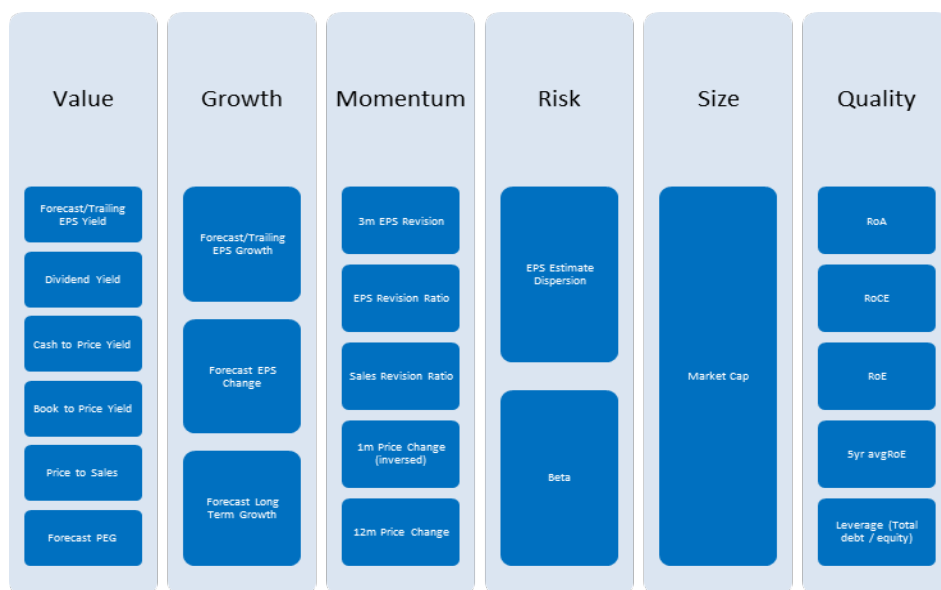 Value
Forecast/Trailing
EPS Yield
Dividend Yield
Cash to Price Yield
Book to Price Yield
Price to Sales
Forecast PEG
Growth
Forecast/Trailing
EPS Growth
Forecast EPS
Change
Forecast Long
Term Growth
Momentum
3m EPS Revision
EPS Revision Ratio
Sales Revision Ratio
1m Price Change
(inversed)
12m Price Change
Risk
EPS Estimate
Dispersion
Beta
Size
Market Cap
Quality
RoA
RoCE
RoE
5yr avgRoE
Leverage (Total
debt / equity)